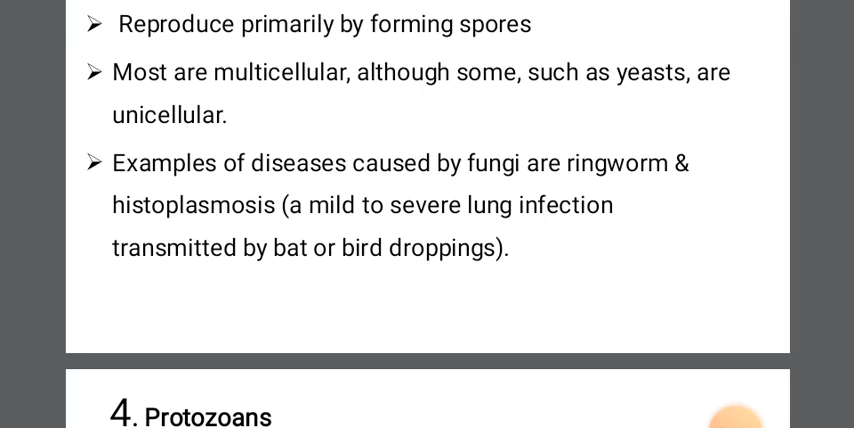 ➢ Reproduce primarily by forming spores
➢ Most are multicellular, although some, such as yeasts, are
unicellular.
➢ Examples of diseases caused by fungi are ringworm &
histoplasmosis (a mild to severe lung infection
transmitted by bat or bird droppings).
4. Protozoans